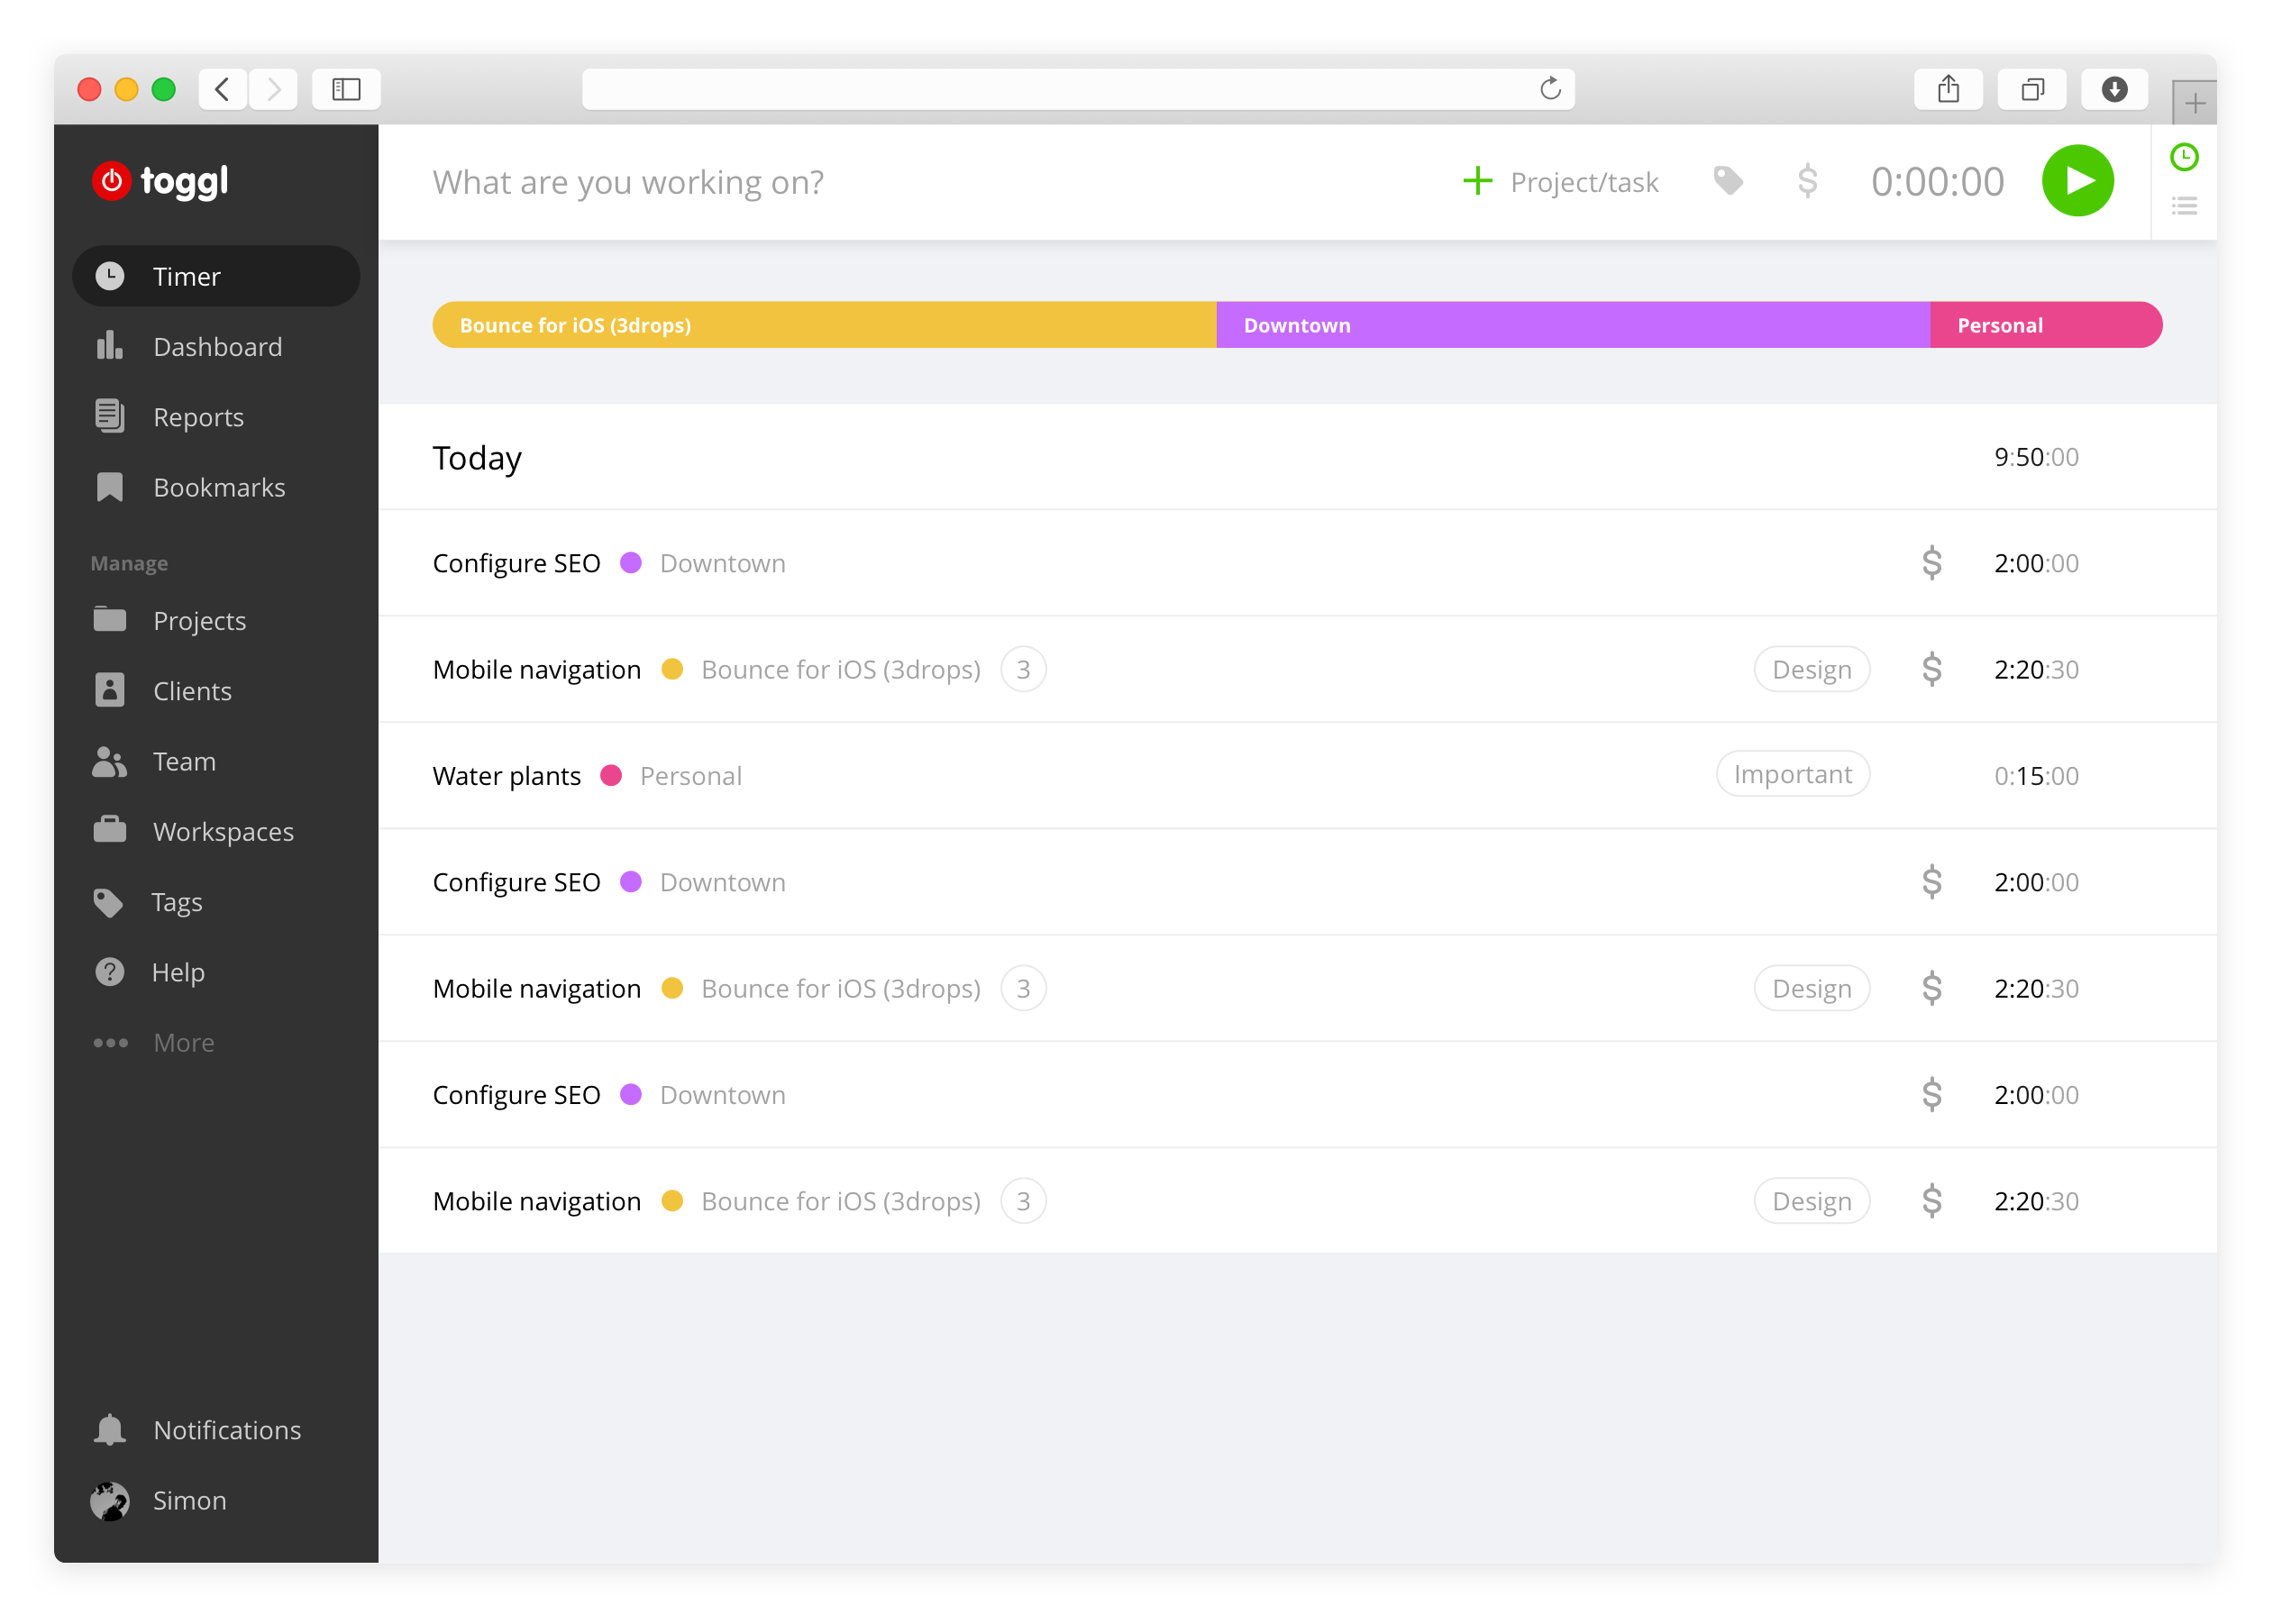 toggl
What are you working on?
Project/task
$
0:00:00
Timer
Dashboard
Reports
Bookmarks
Manage
Projects
Clients
Team
Workspaces
Tags
Help
More
Notifications
Simon
Bounce for iOS (3drops)
Downtown
Personal
Today 9:50:00
Configure SEO Downtown $ 2:00:00
Mobile navigation Bounce for iOS (3drops) 3 Design $ 2:20:30
Water plants Personal Important 0:15:00
Configure SEO Downtown $ 2:00:00
Mobile navigation Bounce for iOS (3drops) 3 Design $ 2:20:30
Configure SEO Downtown $ 2:00:00
Mobile navigation Bounce for iOS (3drops) 3 Design $ 2:20:30